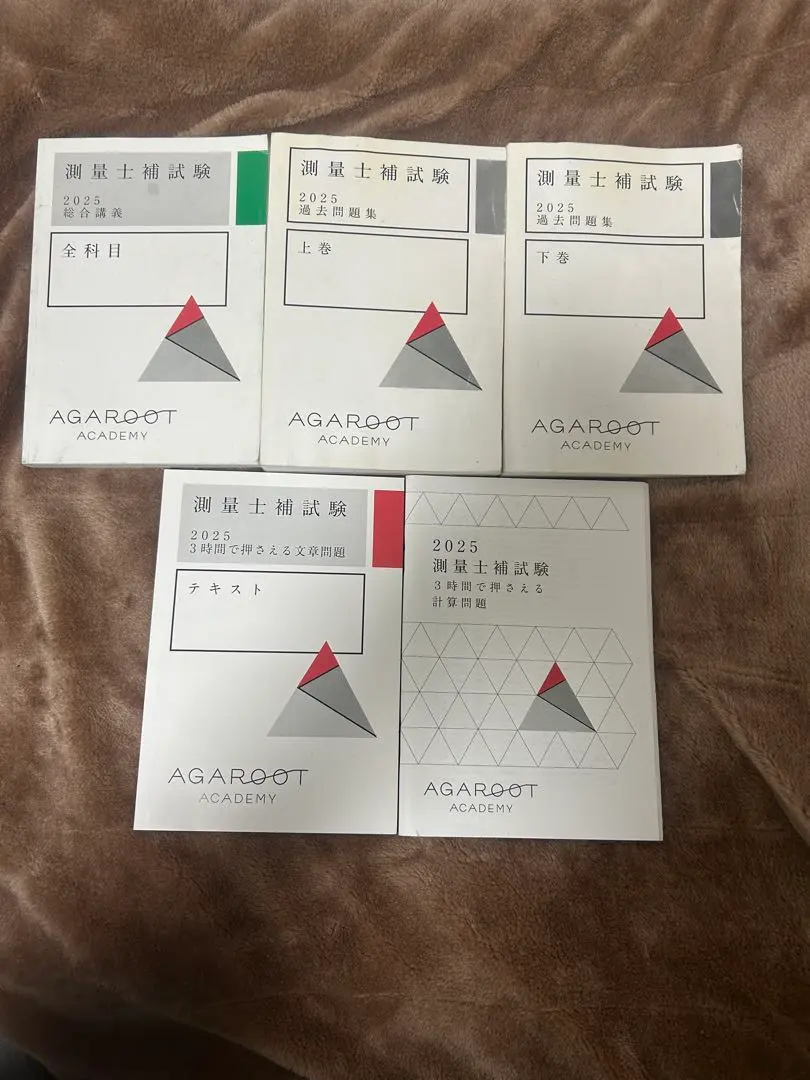 測量士補試験
2025
総合講義
全科目
AGAROOT
ACADEMY
測量士補試験
2025
過去問題集
上巻
AGAROOT
ACADEMY
測量士補試験
2025
過去問題集
下巻
AGAROOT
ACADEMY
測量士補試験
2025
3時間で押さえる文章問題
テキスト
AGAROOT
ACADEMY
2025
測量士補試験
3時間で押さえる
計算問題
AGAROOT
ACADEMY